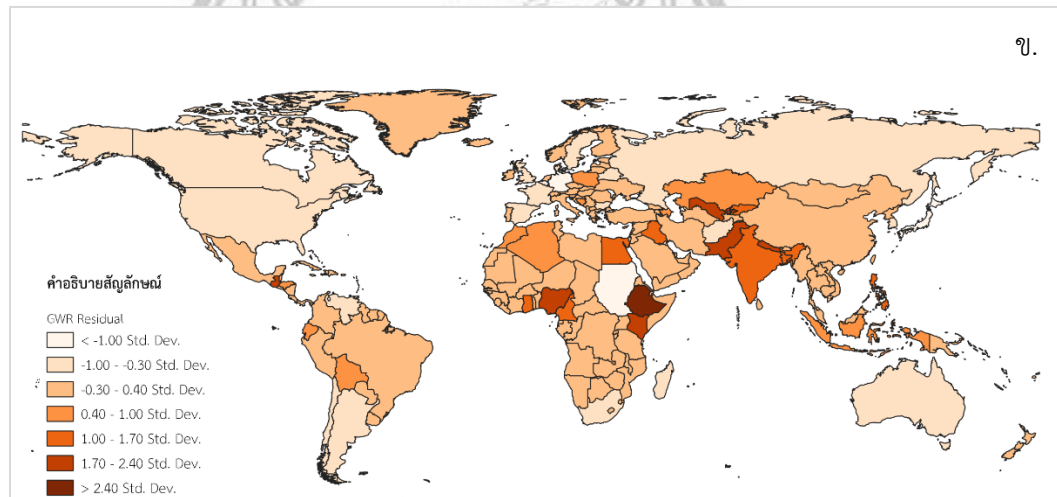 ข.
คำอธิบายสัญลักษณ์
GWR Residual
< -1.00 Std. Dev.
-1.00 - -0.30 Std. Dev.
-0.30 - 0.40 Std. Dev.
0.40 - 1.00 Std. Dev.
1.00 - 1.70 Std. Dev.
1.70 - 2.40 Std. Dev.
> 2.40 Std. Dev.